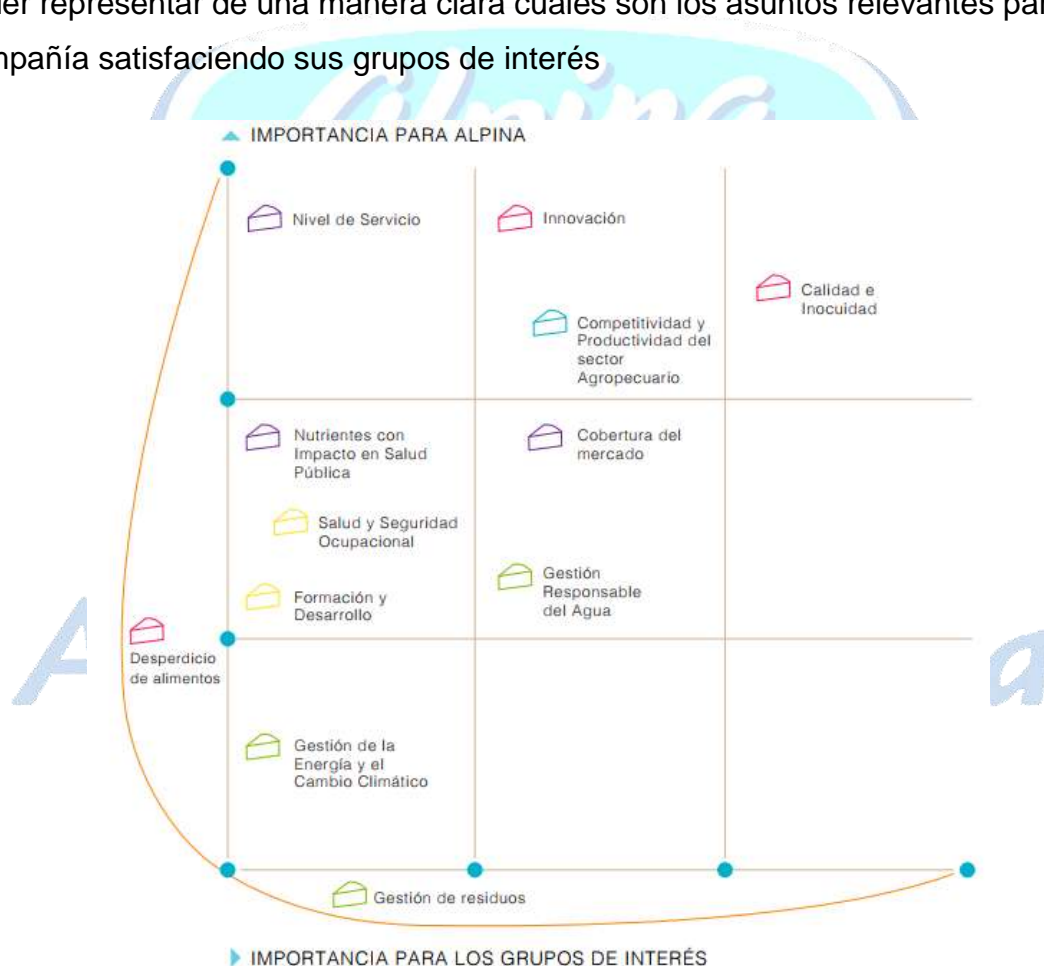 er representar de una manera clara cuales son los asuntos relevantes par
mpañía satisfaciendo sus grupos de interés
alpina
IMPORTANCIA PARA ALPINA
Nivel de Servicio
Innovación
Calidad e
Inocuidad
Competitividad y
Productividad del
sector
Agropecuario
Nutrientes con
Impacto en Salud
Pública
Cobertura del
mercado
Salud y Seguridad
Ocupacional
Gestión
Responsable
del Agua
Formación y
Desarrollo
Desperdicio
de alimentos
A
a
Gestión de la
Energía y el
Cambio Climático
Gestión de residuos
IMPORTANCIA PARA LOS GRUPOS DE INTERÉS